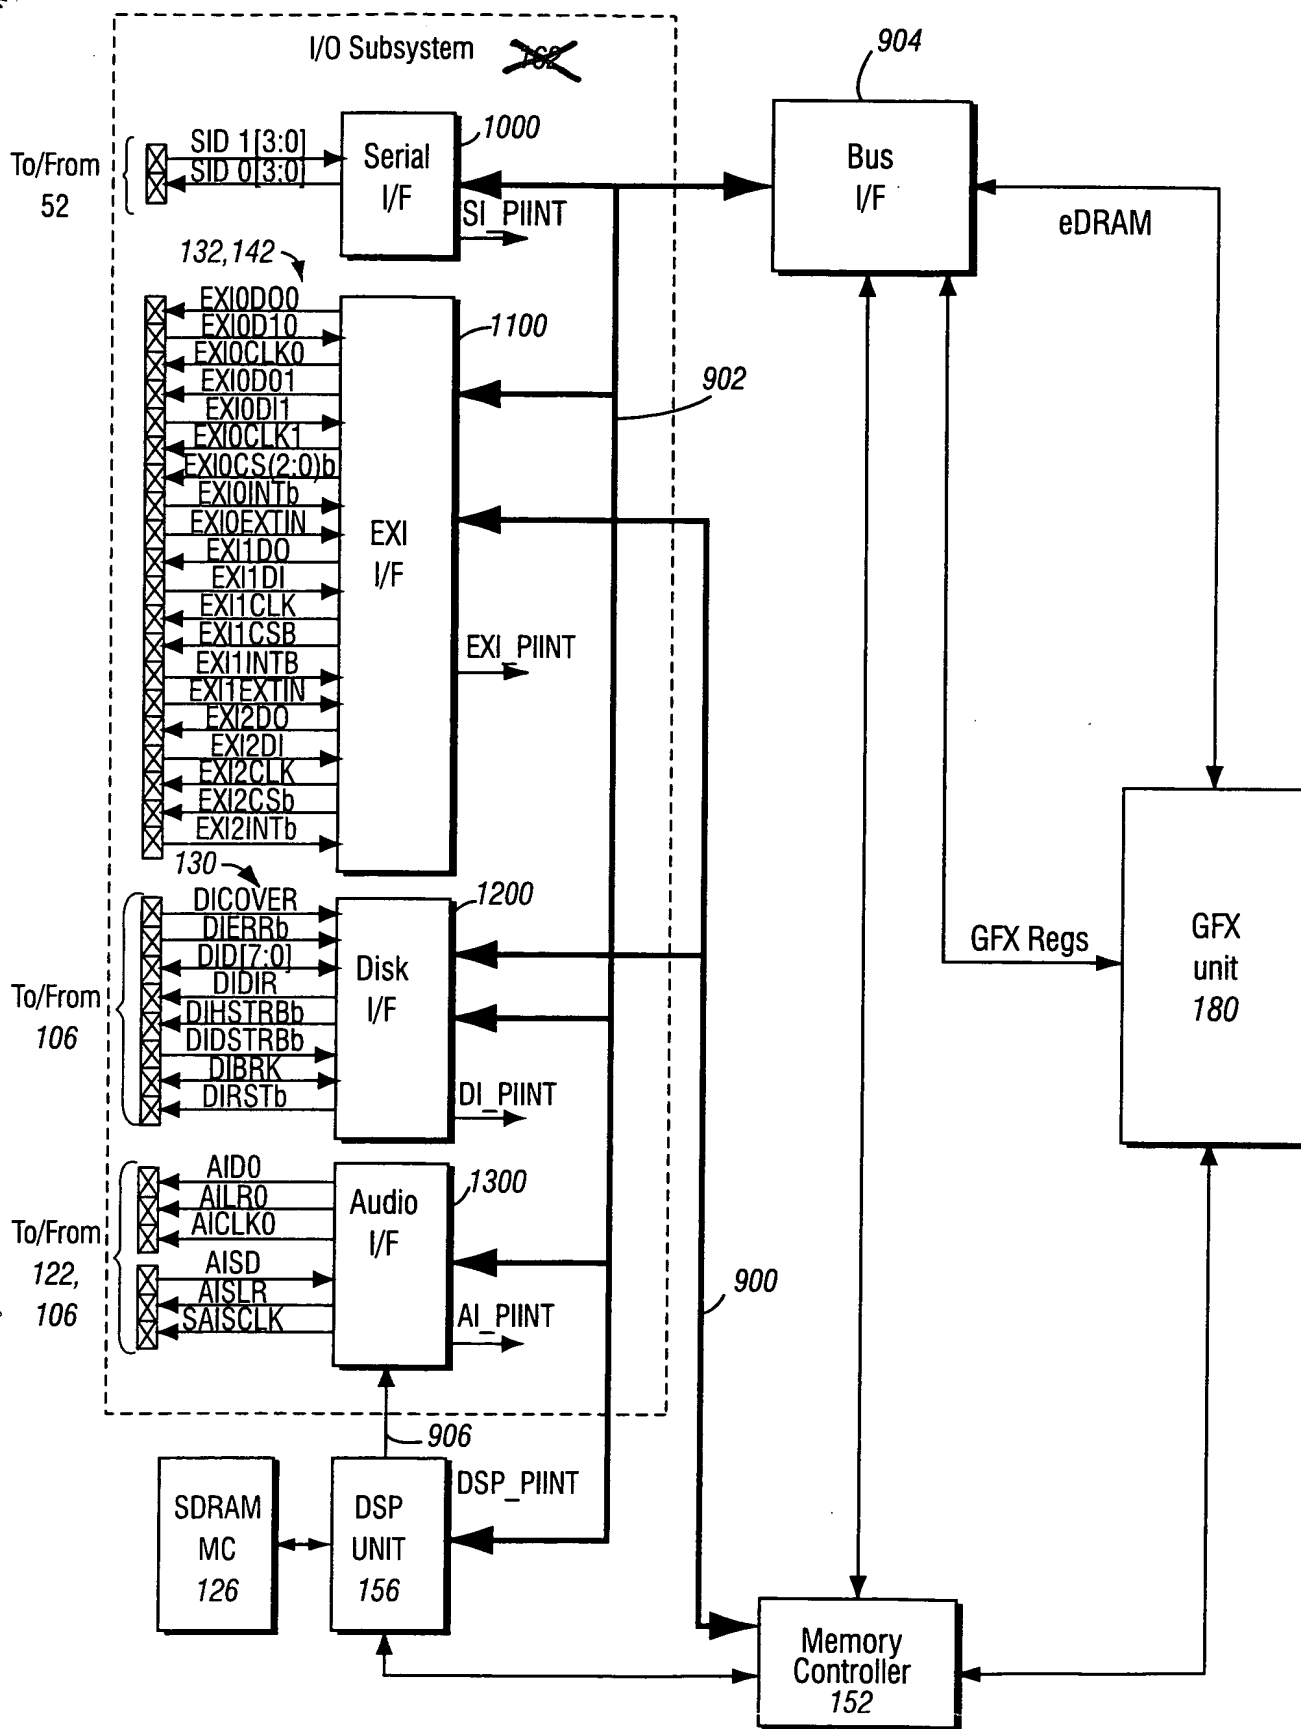 I/O Subsystem
904
To/From
52
SID 1[3:0]
SID 0[3:0]
Serial
I/F
1000
SI_PIINT
Bus
I/F
eDRAM
132,142
EXI0DO0
EXI0D10
EXI0CLK0
EXI0D01
EXI0DI1
EXI0CLK1
EXI0CS(2:0)b
EXI0INTb
EXI0EXTIN
EXI1DO
EXI1DI
EXI1CLK
EXI1CSB
EXI1INTB
EXI1EXTIN
EXI2DO
EXI2DI
EXI2CLK
EXI2CSb
EXI2INTb
EXI
I/F
1100
902
EXI_PIINT
130
To/From
106
DICOVER
DIERRb
DID[7:0]
DIDIR
DIHSTRBb
DIDSTRBb
DIBRK
DIRSTb
Disk
I/F
1200
DI_PIINT
GFX Regs
GFX
unit
180
To/From
122,
106
AID0
AILR0
AICLK0
AISD
AISLR
SAISCLK
Audio
I/F
1300
AI_PIINT
900
906
SDRAM
MC
126
DSP
UNIT
156
DSP_PIINT
Memory
Controller
152